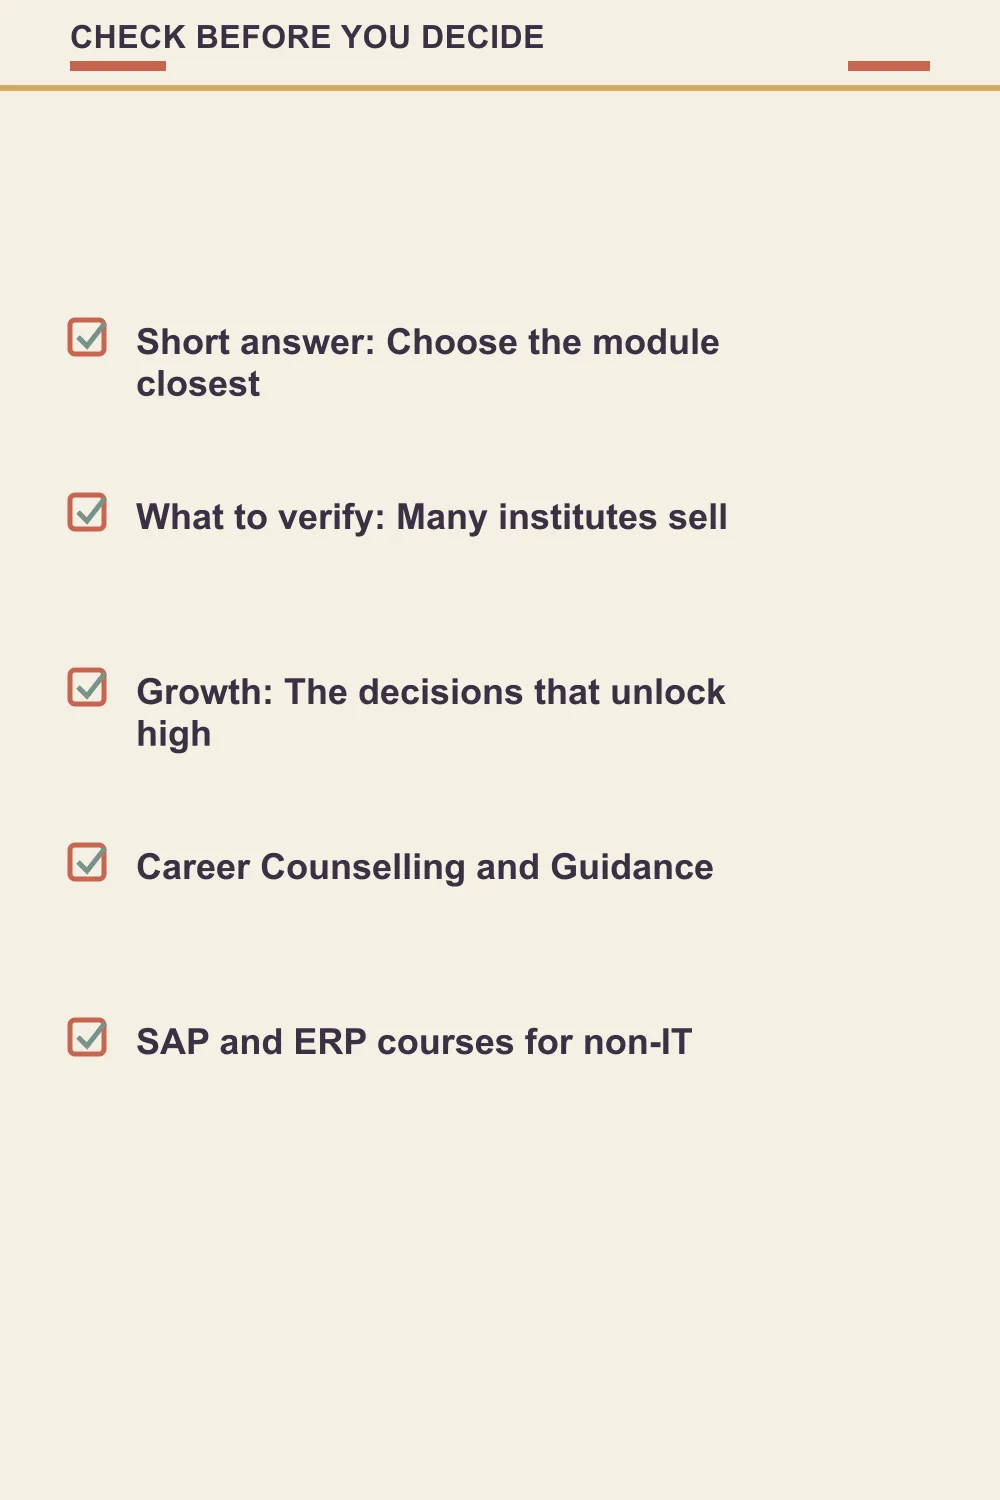 CHECK BEFORE YOU DECIDE
Short answer: Choose the module
closest
What to verify: Many institutes sell
Growth: The decisions that unlock
high
Career Counselling and Guidance
SAP and ERP courses for non-IT